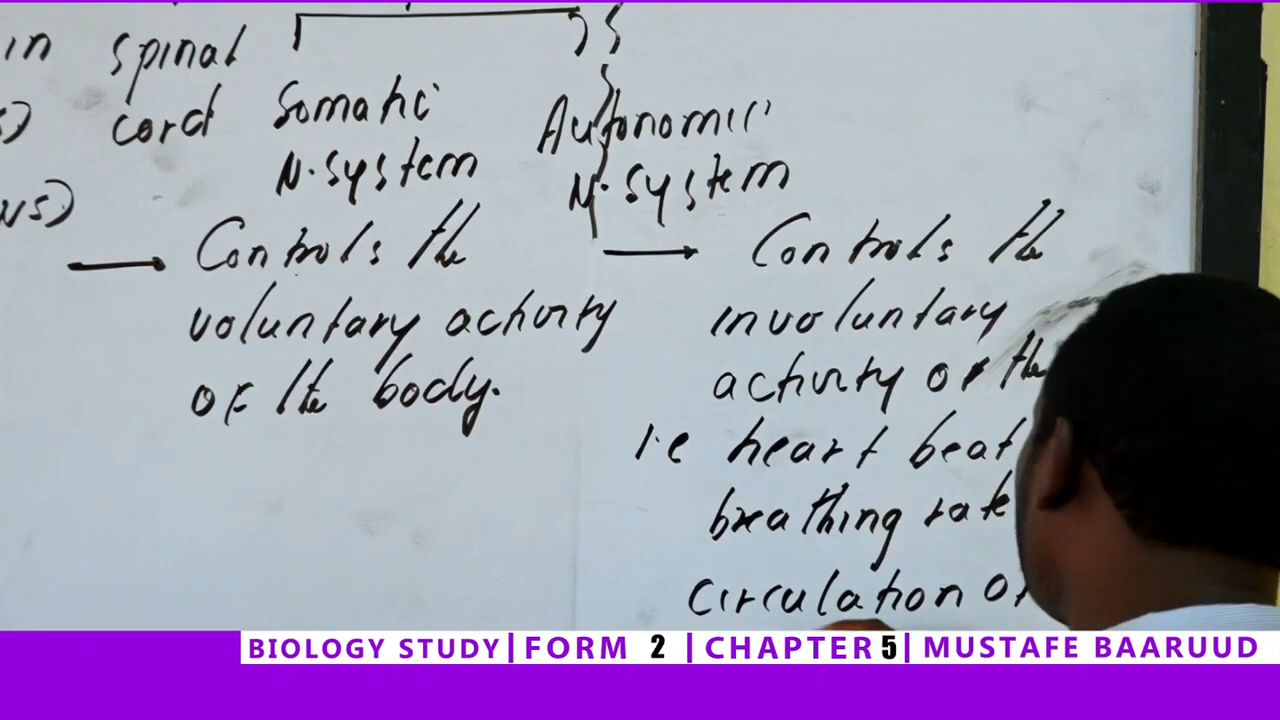 in spinal
cord
Somatic
N.system
Autonomic
N.system
→ Controls the
voluntary activity
of the body.
→ Controls the
involuntary
activity of the
i.e heart beat
breathing rate
circulation of
BIOLOGY STUDY| FORM 2 | CHAPTER 5| MUSTAFE BAARUUD